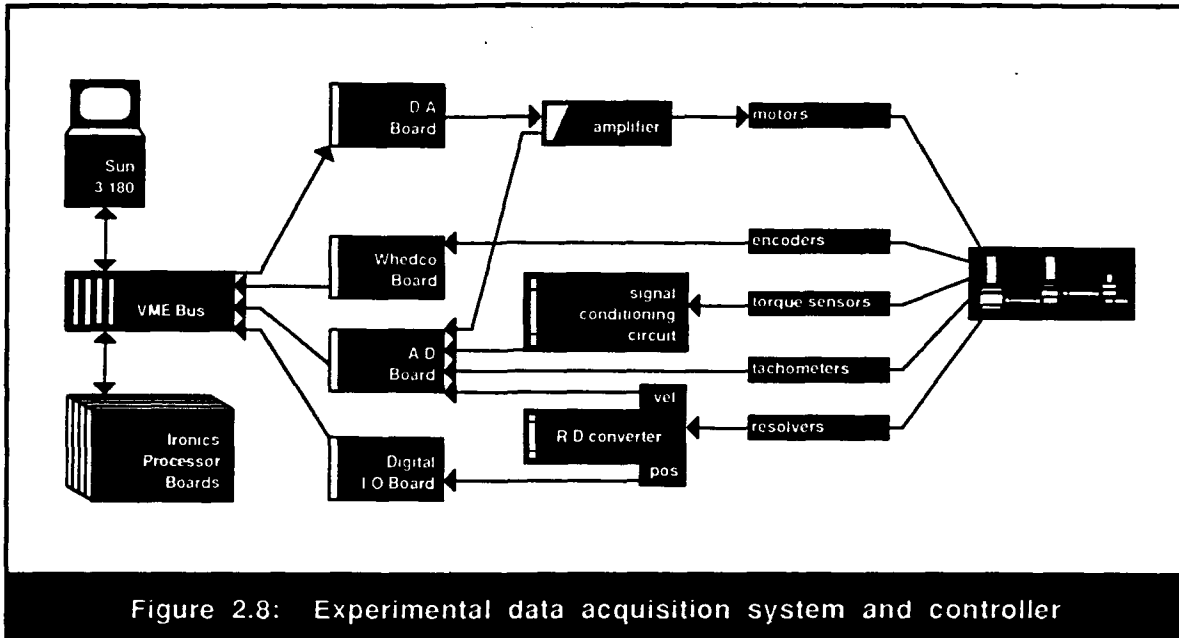 Sun
3 180
VME Bus
Ironics
Processor
Boards
D A
Board
Whedco
Board
A D
Board
Digital
I O Board
amplifier
signal
conditioning
circuit
vel
R D converter
pos
motors
encoders
torque sensors
tachometers
resolvers
Figure 2.8: Experimental data acquisition system and controller